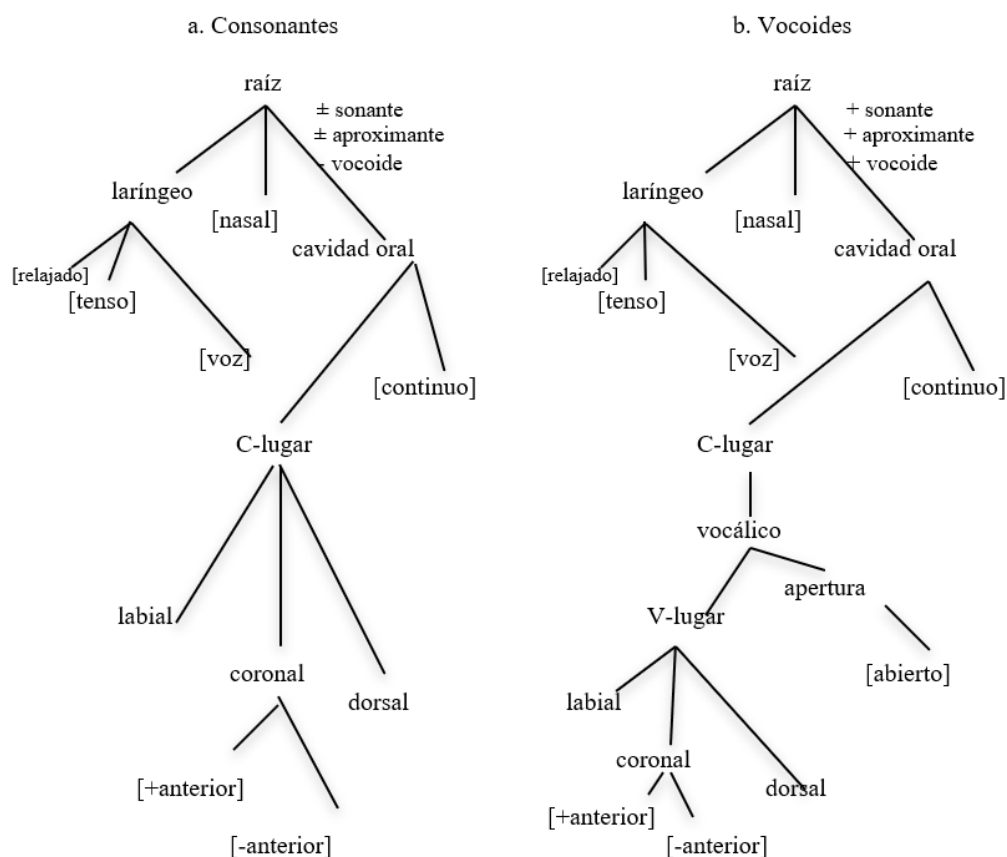 a. Consonantes
raíz
± sonante
± aproximante
- vocoide
laríngeo
[nasal]
cavidad oral
[relajado]
[tenso]
[voz]
[continuo]
C-lugar
labial
coronal
dorsal
[+anterior]
[-anterior]
b. Vocoides
raíz
+ sonante
+ aproximante
+ vocoide
laríngeo
[nasal]
cavidad oral
[relajado]
[tenso]
[voz]
[continuo]
C-lugar
vocálico
apertura
V-lugar
[abierto]
labial
coronal
dorsal
[+anterior]
[-anterior]